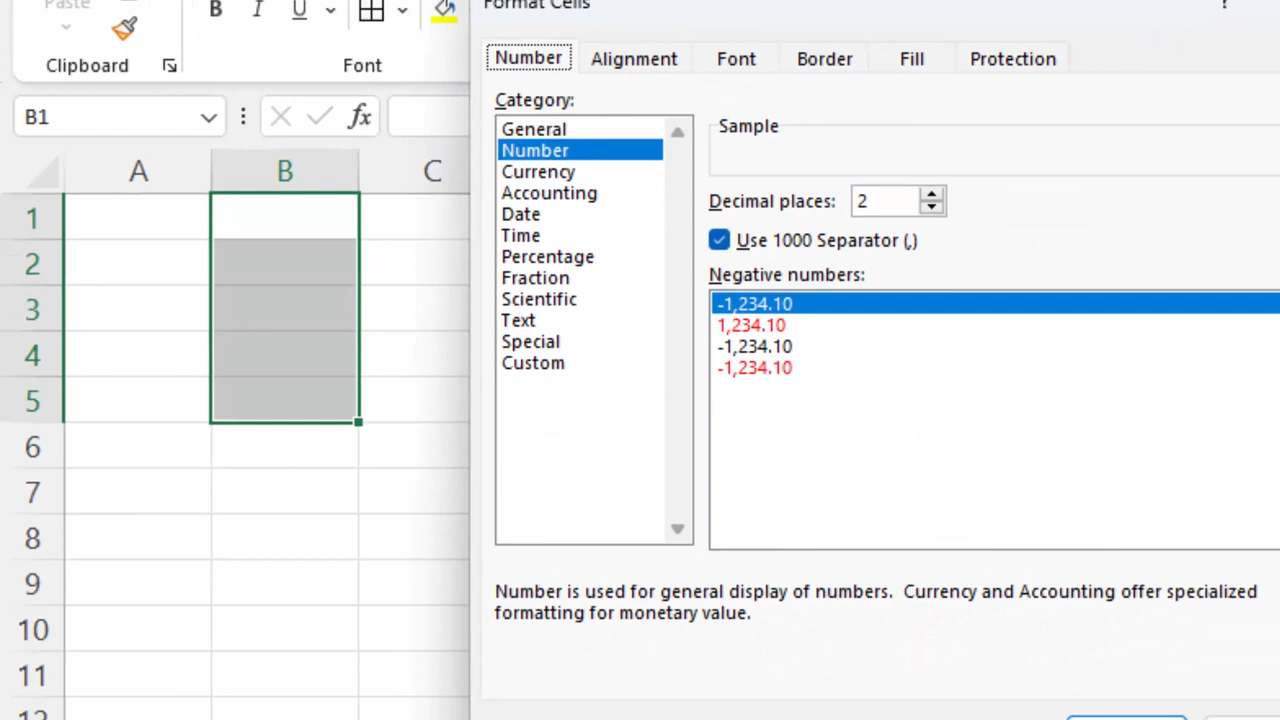 Paste
B I U
Format Cells
?
Clipboard
Font
Number Alignment Font Border Fill Protection
B1
fx
Category:
General
Number
Currency
Accounting
Date
Time
Percentage
Fraction
Scientific
Text
Special
Custom
Sample
Decimal places: 2
Use 1000 Separator (,)
Negative numbers:
-1,234.10
1,234.10
-1,234.10
-1,234.10
Number is used for general display of numbers.  Currency and Accounting offer specialized
formatting for monetary value.
A B C
1
2
3
4
5
6
7
8
9
10
11
12